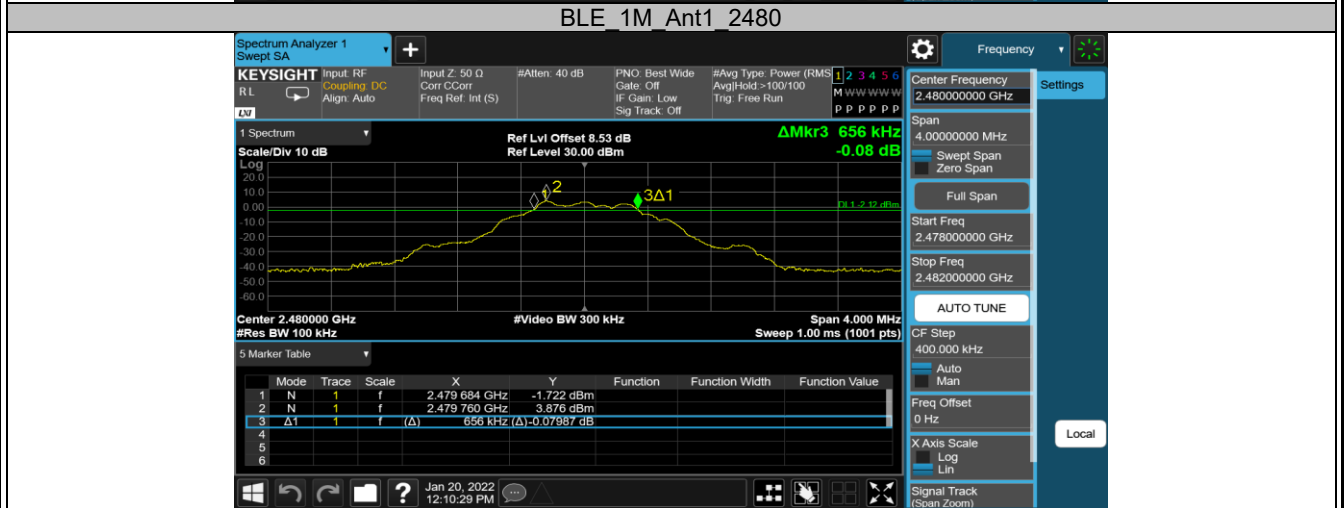 BLE_1M_Ant1_2480
Spectrum Analyzer 1
Swept SA
+
Frequency
KEYSIGHT
RL
LXI
Input: RF
Coupling: DC
Align: Auto
Input Z: 50 Ω
Corr CCorr
Freq Ref: Int (S)
#Atten: 40 dB
PNO: Best Wide
Gate: Off
IF Gain: Low
Sig Track: Off
#Avg Type: Power (RMS
Avg|Hold:>100/100
Trig: Free Run
1 2 3 4 5 6
M W W W W W
P P P P P P
Center Frequency
2.480000000 GHz
Settings
Span
4.00000000 MHz
Swept Span
Zero Span
Full Span
Start Freq
2.478000000 GHz
Stop Freq
2.482000000 GHz
AUTO TUNE
CF Step
400.000 kHz
Auto
Man
Freq Offset
0 Hz
X Axis Scale
Log
Lin
Signal Track
(Span Zoom)
Local
1 Spectrum
Scale/Div 10 dB
Log
Ref Lvl Offset 8.53 dB
Ref Level 30.00 dBm
ΔMkr3 656 kHz
-0.08 dB
20.0
10.0
0.00
-10.0
-20.0
-30.0
-40.0
-50.0
-60.0
1
2
3Δ1
DL1 -2.12 dBm
Center 2.480000 GHz
#Res BW 100 kHz
#Video BW 300 kHz
Span 4.000 MHz
Sweep 1.00 ms (1001 pts)
5 Marker Table
Mode Trace Scale X Y Function Function Width Function Value
1 N 1 f 2.479 684 GHz -1.722 dBm
2 N 1 f 2.479 760 GHz 3.876 dBm
3 Δ1 1 f (Δ) 656 kHz (Δ) -0.07987 dB
4
5
6
?
Jan 20, 2022
12:10:29 PM